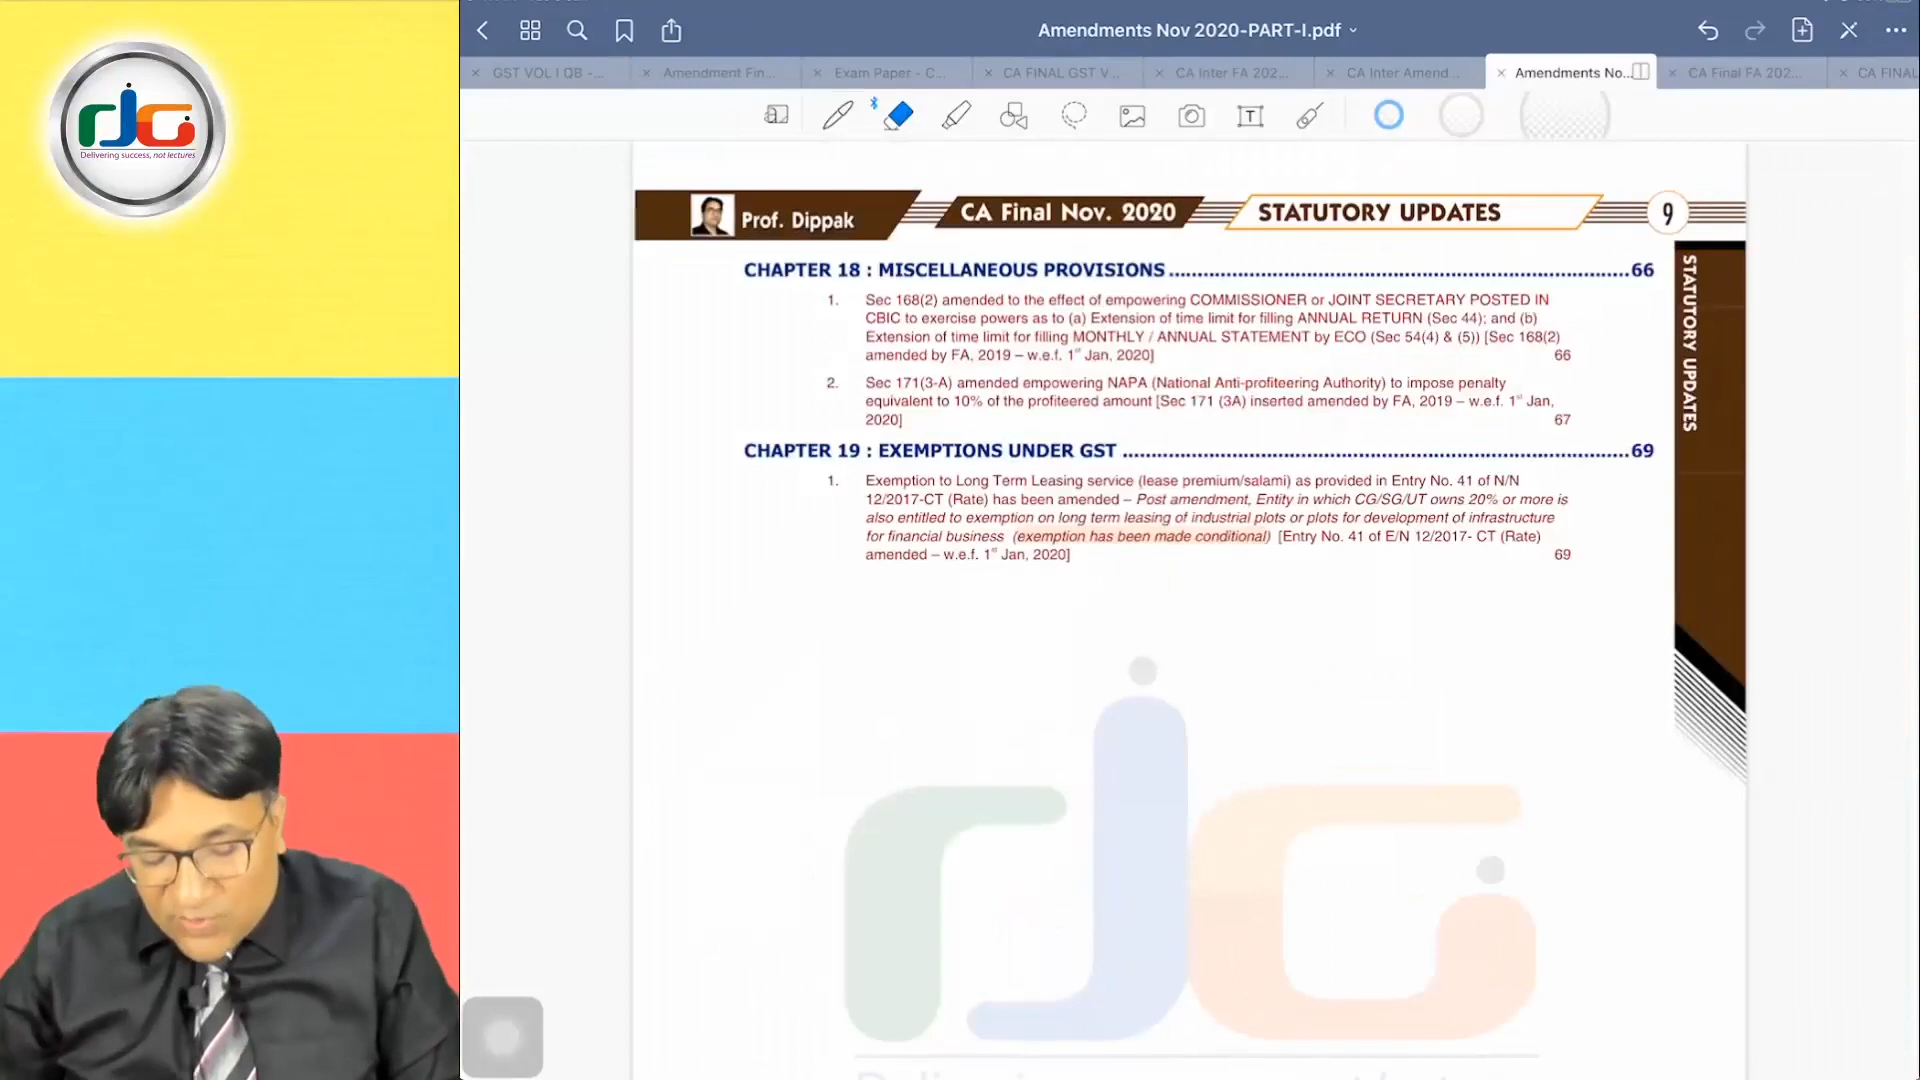 Amendments Nov 2020-PART-I.pdf
GST VOL I QB -...
Amendment Fin...
Exam Paper - C...
CA FINAL GST V...
CA Inter FA 202...
CA Inter Amend...
Amendments No...
CA Final FA 202...
CA FINAL
rjg
Delivering success, not lectures
Prof. Dippak
CA Final Nov. 2020
STATUTORY UPDATES
9
CHAPTER 18 : MISCELLANEOUS PROVISIONS 66
1. Sec 168(2) amended to the effect of empowering COMMISSIONER or JOINT SECRETARY POSTED IN
CBIC to exercise powers as to (a) Extension of time limit for filling ANNUAL RETURN (Sec 44); and (b)
Extension of time limit for filling MONTHLY / ANNUAL STATEMENT by ECO (Sec 54(4) & (5)) [Sec 168(2)
amended by FA, 2019 – w.e.f. 1st Jan, 2020] 66
2. Sec 171(3-A) amended empowering NAPA (National Anti-profiteering Authority) to impose penalty
equivalent to 10% of the profiteered amount [Sec 171 (3A) inserted amended by FA, 2019 – w.e.f. 1st Jan,
2020] 67
CHAPTER 19 : EXEMPTIONS UNDER GST 69
1. Exemption to Long Term Leasing service (lease premium/salami) as provided in Entry No. 41 of N/N
12/2017-CT (Rate) has been amended – Post amendment, Entity in which CG/SG/UT owns 20% or more is
also entitled to exemption on long term leasing of industrial plots or plots for development of infrastructure
for financial business (exemption has been made conditional) [Entry No. 41 of E/N 12/2017- CT (Rate)
amended – w.e.f. 1st Jan, 2020] 69
STATUTORY UPDATES
rjg